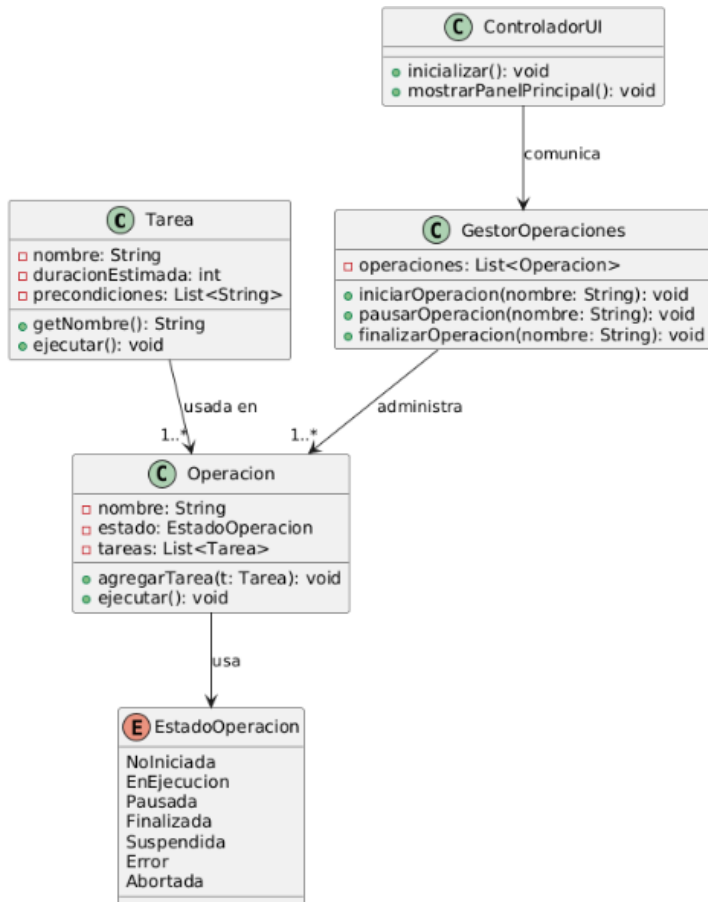 C ControladorUI
inicializar(): void
mostrarPanelPrincipal(): void
comunica
C Tarea
nombre: String
duracionEstimada: int
precondiciones: List<String>
getNombre(): String
ejecutar(): void
C GestorOperaciones
operaciones: List<Operacion>
iniciarOperacion(nombre: String): void
pausarOperacion(nombre: String): void
finalizarOperacion(nombre: String): void
usada en
1..*
administra
1..*
C Operacion
nombre: String
estado: EstadoOperacion
tareas: List<Tarea>
agregarTarea(t: Tarea): void
ejecutar(): void
usa
E EstadoOperacion
NoIniciada
EnEjecucion
Pausada
Finalizada
Suspendida
Error
Abortada